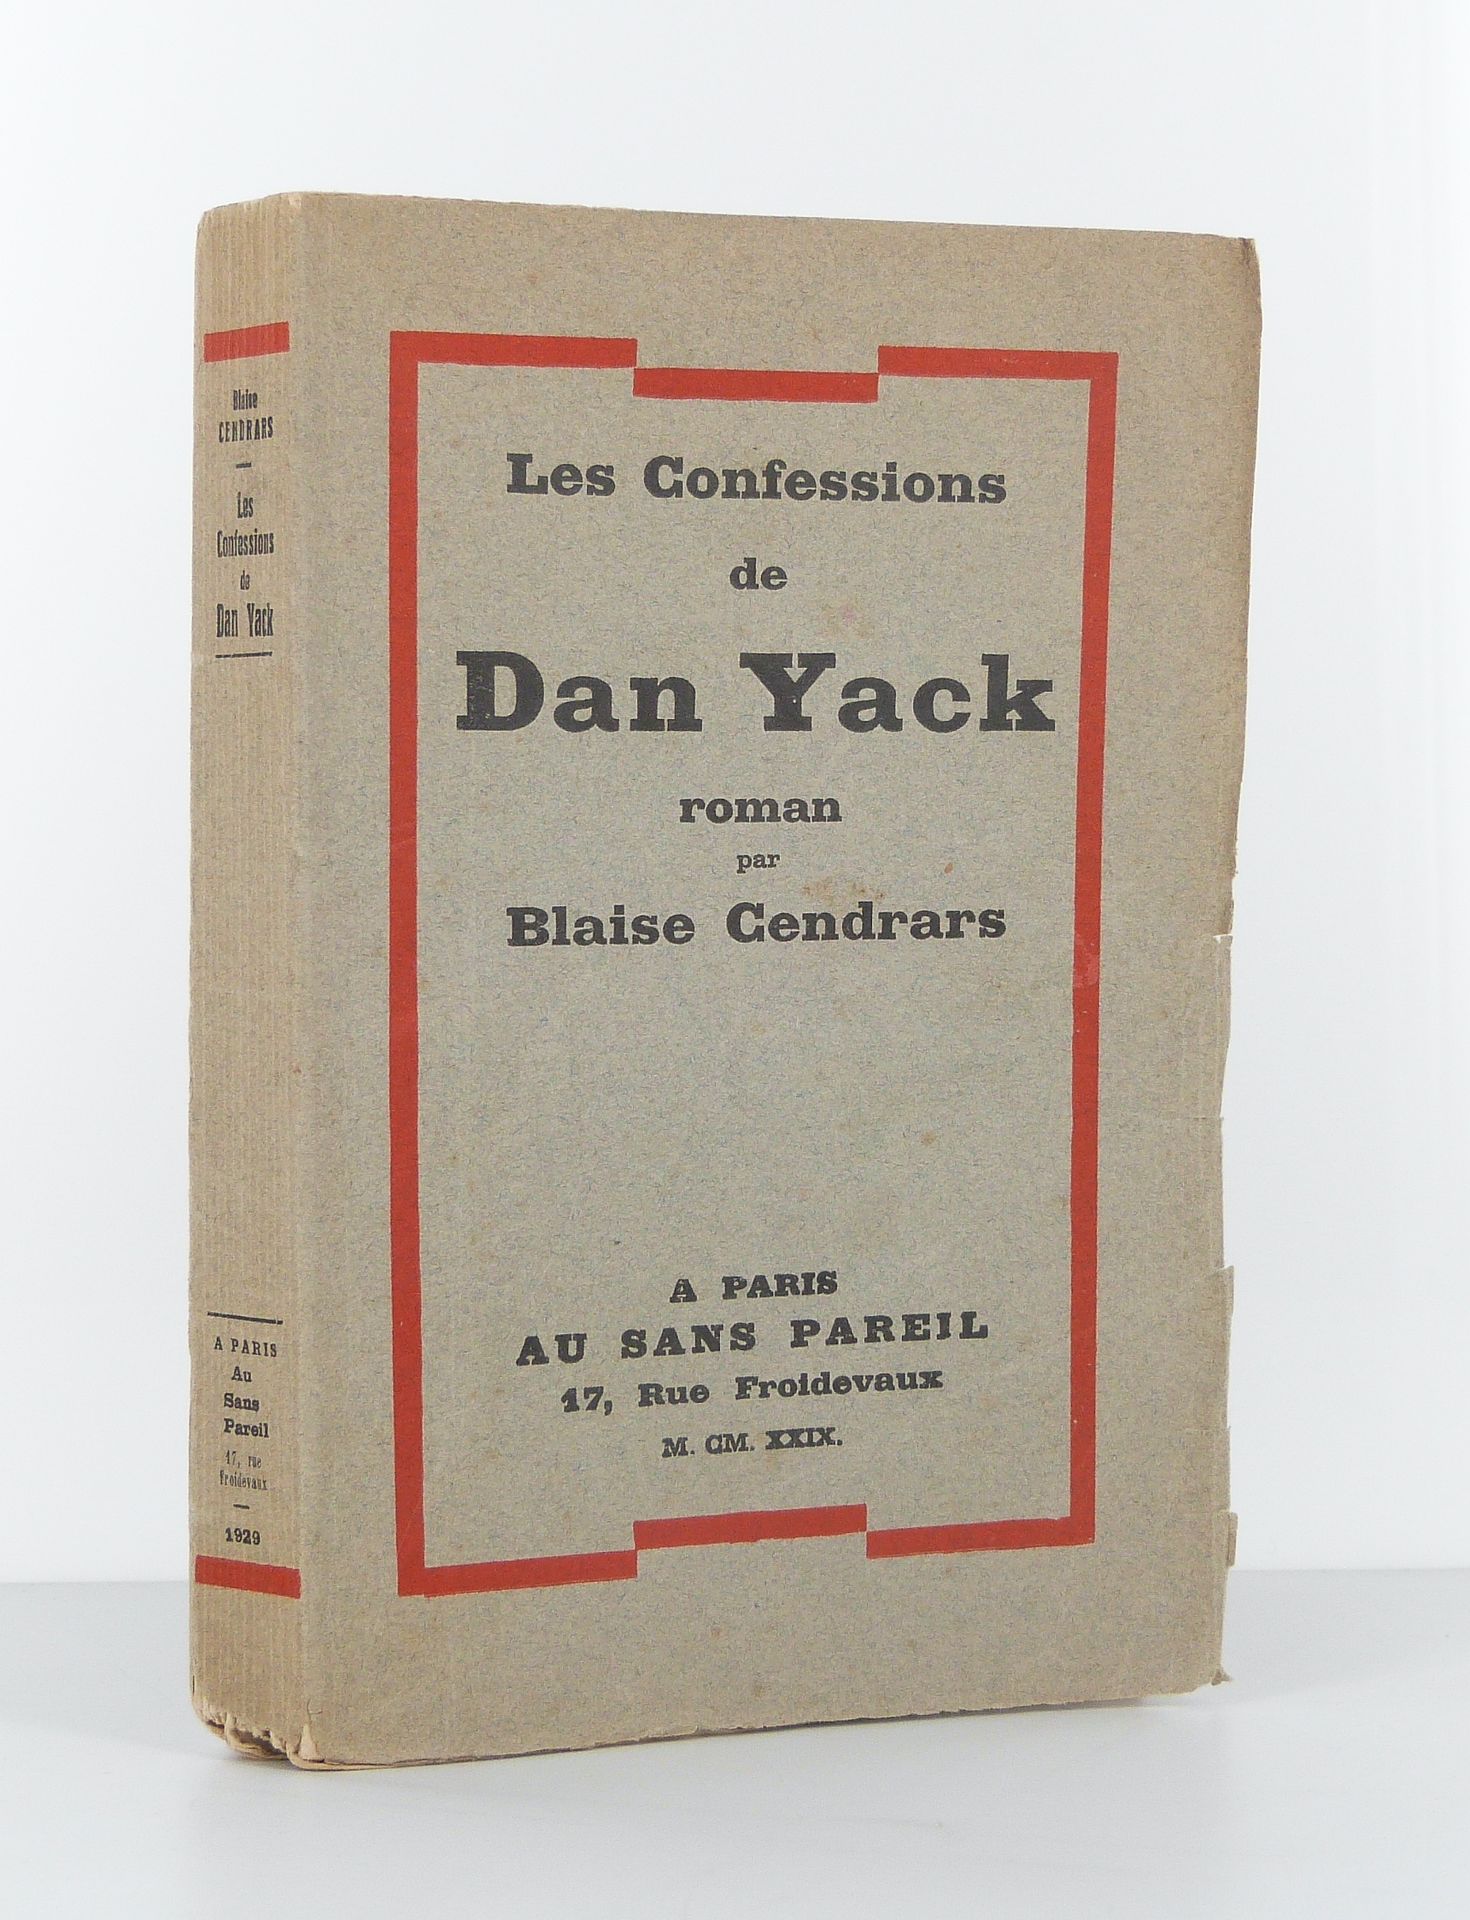 Blaise
CENDRARS
Les
Confessions
de
Dan Yack
A PARIS
Au
Sans
Pareil
17, rue
Froidevaux
1929
Les Confessions
de
Dan Yack
roman
par
Blaise Cendrars
A PARIS
AU SANS PAREIL
17, Rue Froidevaux
M. CM. XXIX.